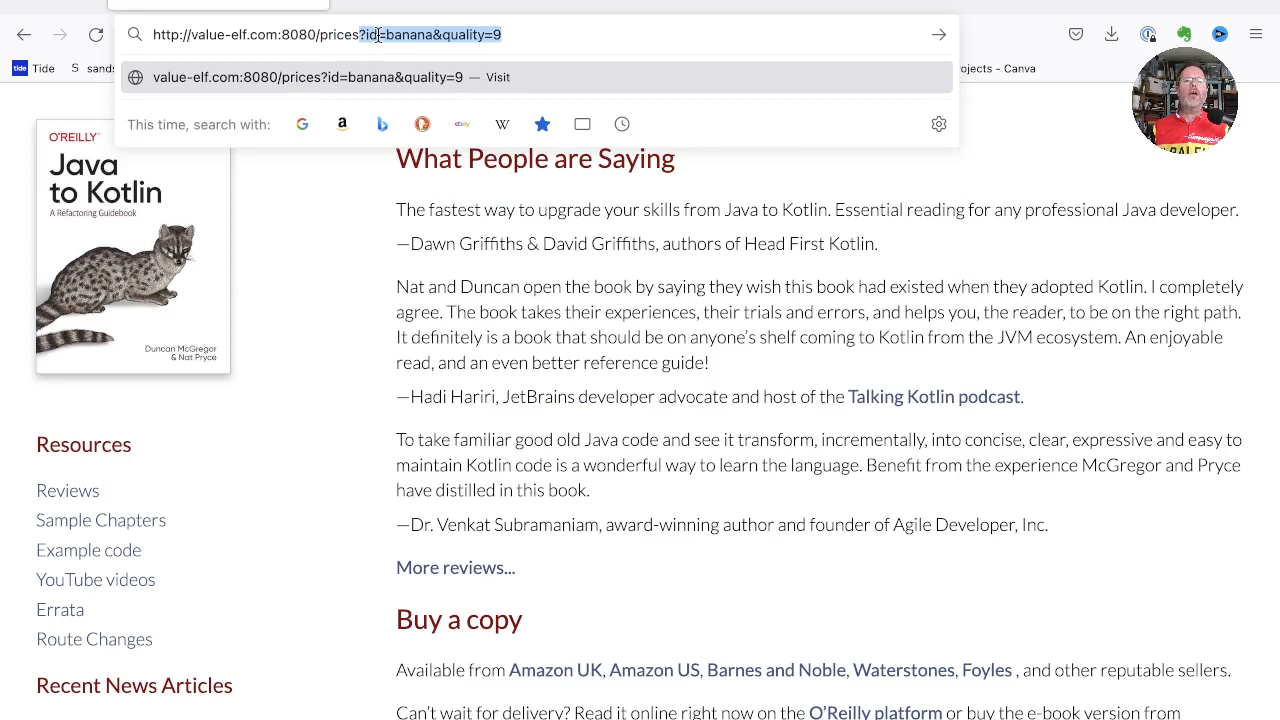 http://value-elf.com:8080/prices?id=banana&quality=9
value-elf.com:8080/prices?id=banana&quality=9 — Visit
tide Tide S sands
ojects - Canva
This time, search with: G a b ebay W
O'REILLY
Java
to Kotlin
A Refactoring Guidebook
Duncan McGregor
& Nat Pryce
Resources
Reviews
Sample Chapters
Example code
YouTube videos
Errata
Route Changes
Recent News Articles
What People are Saying
The fastest way to upgrade your skills from Java to Kotlin. Essential reading for any professional Java developer.
—Dawn Griffiths & David Griffiths, authors of Head First Kotlin.
Nat and Duncan open the book by saying they wish this book had existed when they adopted Kotlin. I completely
agree. The book takes their experiences, their trials and errors, and helps you, the reader, to be on the right path.
It definitely is a book that should be on anyone's shelf coming to Kotlin from the JVM ecosystem. An enjoyable
read, and an even better reference guide!
—Hadi Hariri, JetBrains developer advocate and host of the Talking Kotlin podcast.
To take familiar good old Java code and see it transform, incrementally, into concise, clear, expressive and easy to
maintain Kotlin code is a wonderful way to learn the language. Benefit from the experience McGregor and Pryce
have distilled in this book.
—Dr. Venkat Subramaniam, award-winning author and founder of Agile Developer, Inc.
More reviews...
Buy a copy
Available from Amazon UK, Amazon US, Barnes and Noble, Waterstones, Foyles , and other reputable sellers.
Can't wait for delivery? Read it online right now on the O'Reilly platform or buy the e-book version from